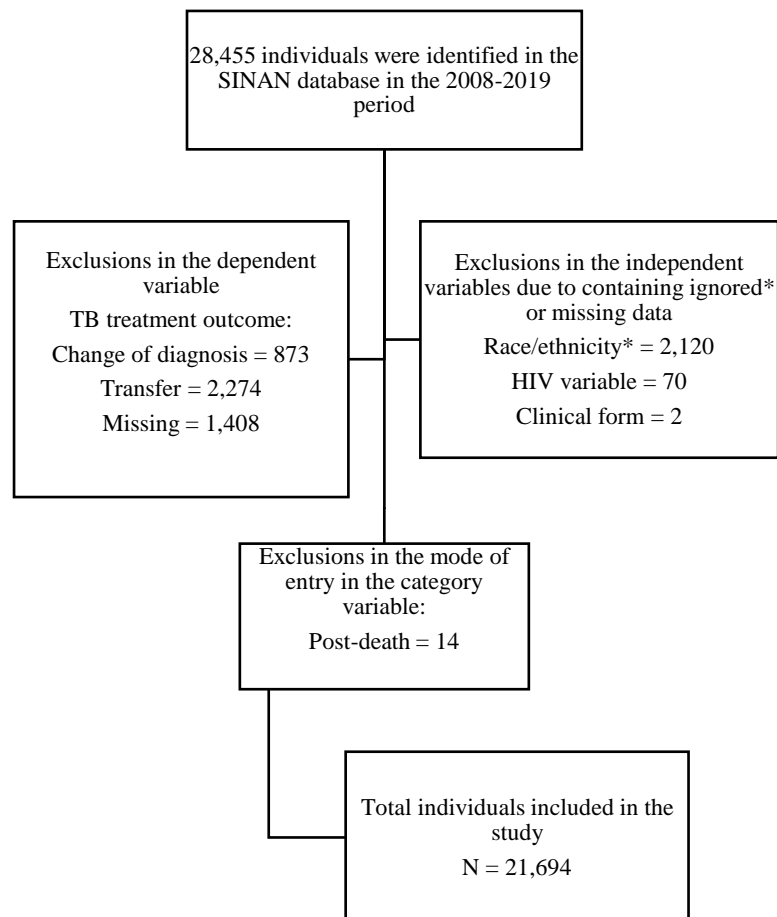 28,455 individuals were identified in the
SINAN database in the 2008-2019
period
Exclusions in the dependent
variable
TB treatment outcome:
Change of diagnosis = 873
Transfer = 2,274
Missing = 1,408
Exclusions in the independent
variables due to containing ignored*
or missing data
Race/ethnicity* = 2,120
HIV variable = 70
Clinical form = 2
Exclusions in the mode of
entry in the category
variable:
Post-death = 14
Total individuals included in the
study
N = 21,694